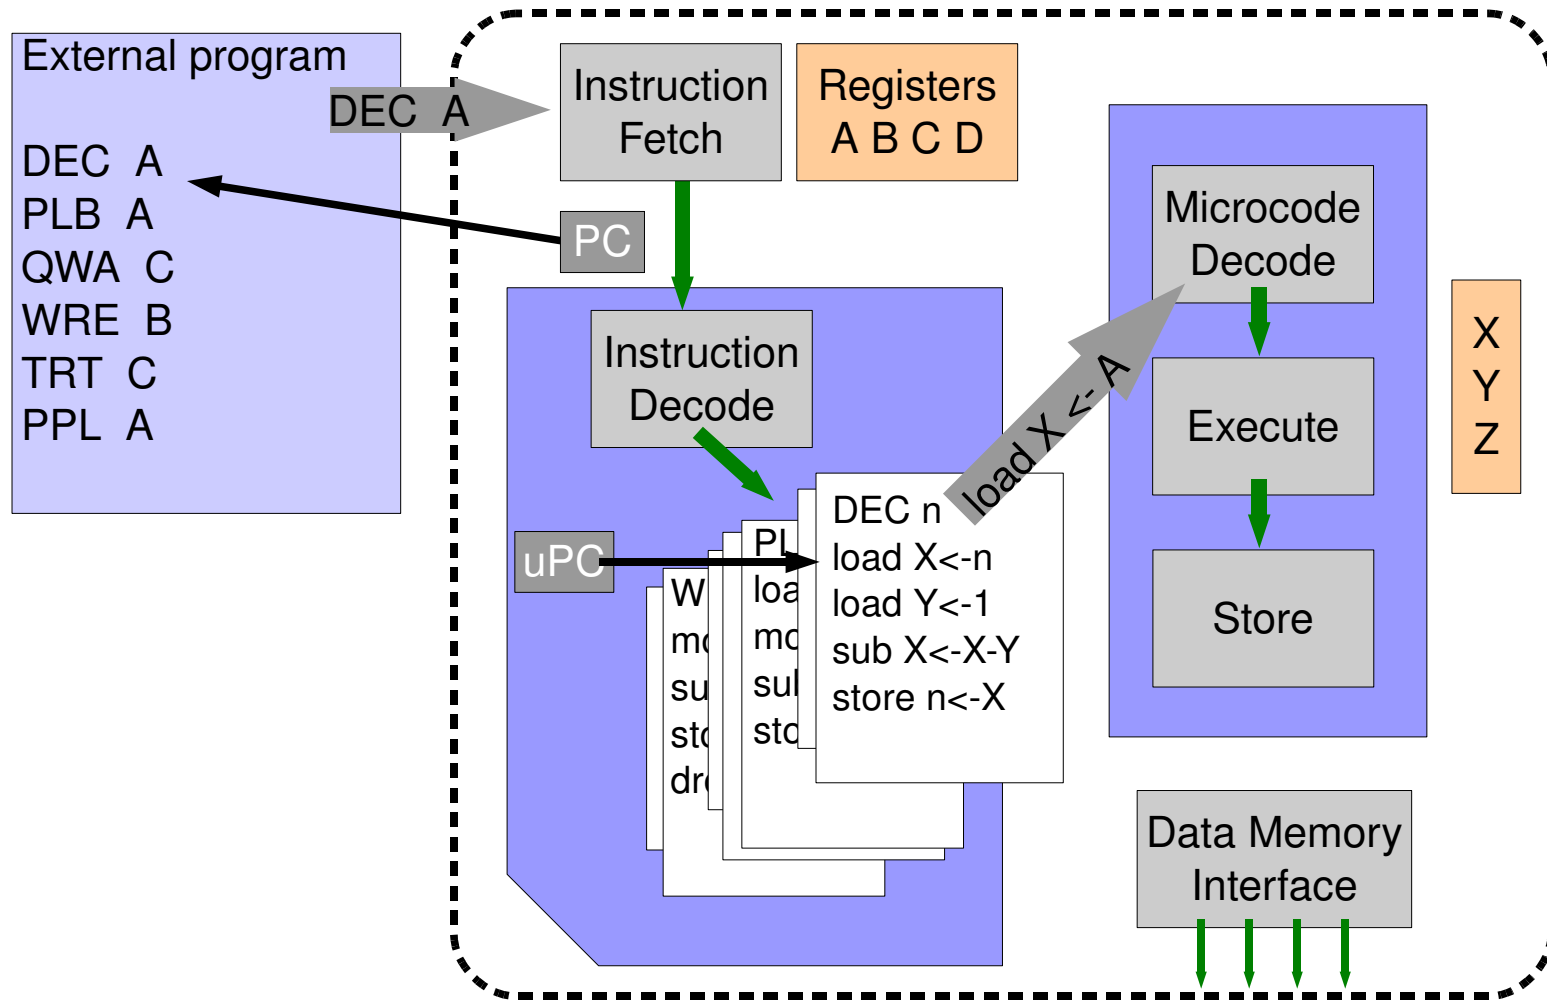 External program
DEC A
PLB A
QWA C
WRE B
TRT C
PPL A
DEC A
Instruction
Fetch
Registers
A B C D
PC
Instruction
Decode
uPC
DEC n
load X<-n
load Y<-1
sub X<-X-Y
store n<-X
load X <- A
Microcode
Decode
Execute
Store
X
Y
Z
Data Memory
Interface